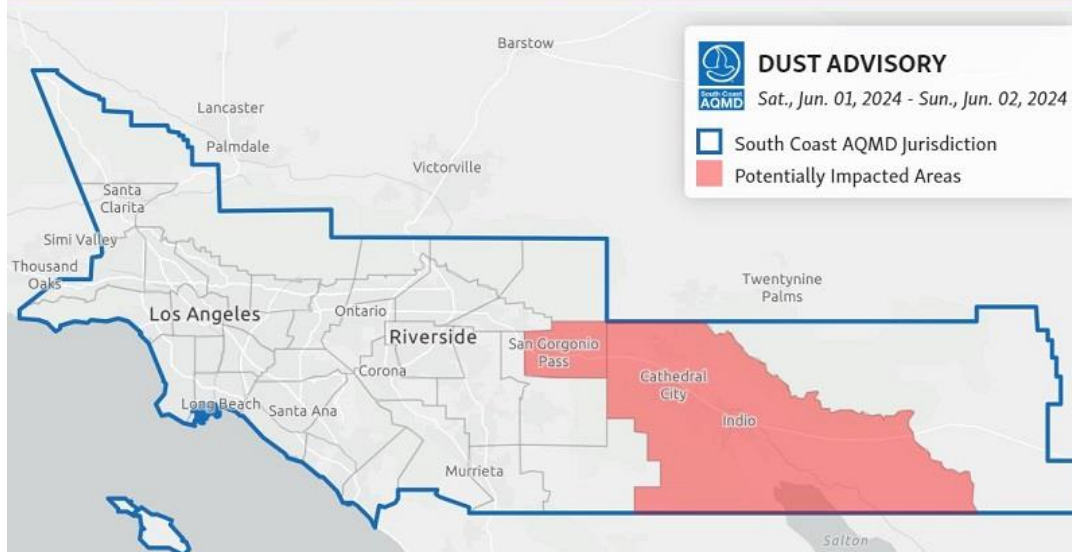 DUST ADVISORY
Sat., Jun. 01, 2024 - Sun., Jun. 02, 2024
South Coast
AQMD
South Coast AQMD Jurisdiction
Potentially Impacted Areas
Barstow
Lancaster
Palmdale
Victorville
Santa
Clarita
Simi Valley
Thousand
Oaks
Twentynine
Palms
Los Angeles
Ontario
Riverside
San Gorgonio
Pass
Corona
Cathedral
City
Long Beach
Santa Ana
Indio
Murrieta
Salton